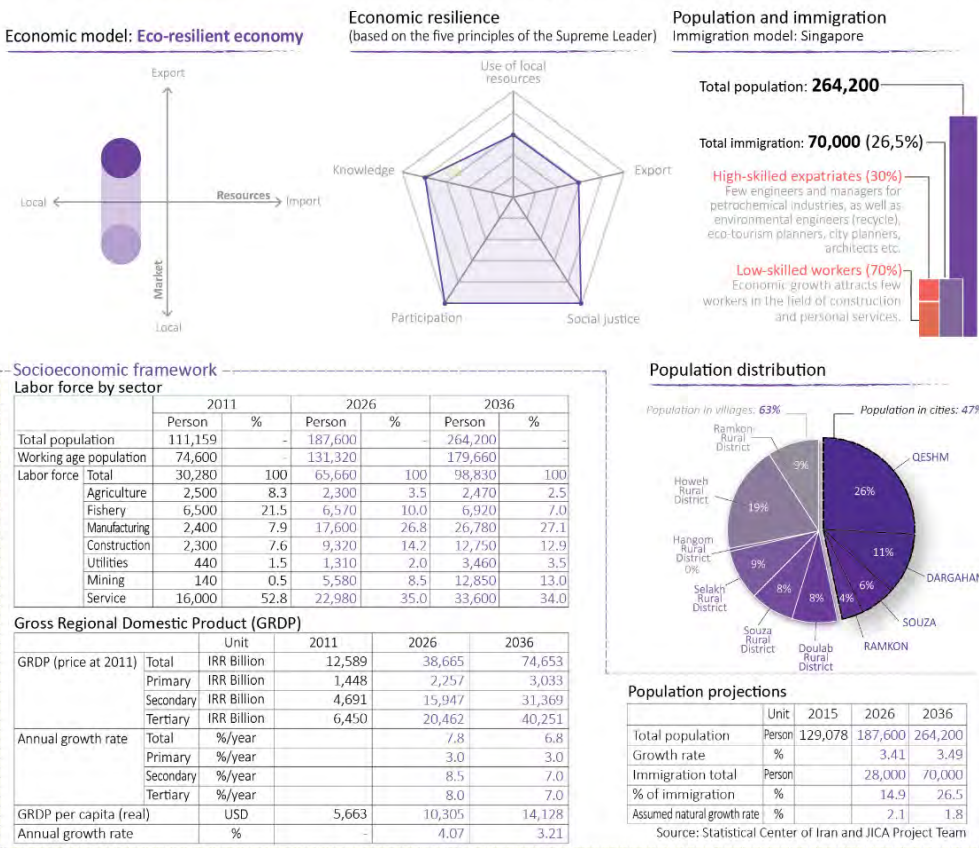 Economic model: Eco-resilient economy
Export
Local
Resources
Import
Market
Local
Economic resilience
(based on the five principles of the Supreme Leader)
Use of local
resources
Knowledge
Export
Participation
Social justice
Population and immigration
Immigration model: Singapore
Total population: 264,200
Total immigration: 70,000 (26,5%)
High-skilled expatriates (30%)
Few engineers and managers for
petrochemical industries, as well as
environmental engineers (recycle),
eco-tourism planners, city planners,
architects etc.
Low-skilled workers (70%)
Economic growth attracts few
workers in the field of construction
and personal services.
Socioeconomic framework
Labor force by sector
2011 2026 2036
Person % Person % Person %
Total population 111,159 - 187,600 - 264,200 -
Working age population 74,600 - 131,320 - 179,660 -
Labor force Total 30,280 100 65,660 100 98,830 100
Agriculture 2,500 8.3 2,300 3.5 2,470 2.5
Fishery 6,500 21.5 6,570 10.0 6,920 7.0
Manufacturing 2,400 7.9 17,600 26.8 26,780 27.1
Construction 2,300 7.6 9,320 14.2 12,750 12.9
Utilities 440 1.5 1,310 2.0 3,460 3.5
Mining 140 0.5 5,580 8.5 12,850 13.0
Service 16,000 52.8 22,980 35.0 33,600 34.0
Gross Regional Domestic Product (GRDP)
Unit 2011 2026 2036
GRDP (price at 2011) Total IRR Billion 12,589 38,665 74,653
Primary IRR Billion 1,448 2,257 3,033
Secondary IRR Billion 4,691 15,947 31,369
Tertiary IRR Billion 6,450 20,462 40,251
Annual growth rate Total %/year 7.8 6.8
Primary %/year 3.0 3.0
Secondary %/year 8.5 7.0
Tertiary %/year 8.0 7.0
GRDP per capita (real) USD 5,663 10,305 14,128
Annual growth rate % - 4.07 3.21
Population distribution
Population in villages: 63%
Population in cities: 47%
Ramkon
Rural
District
9%
QESHM
26%
Howeh
Rural
District
19%
11%
DARGAHAN
Hangom
Rural
District
0%
6%
SOUZA
Selakh
Rural
District
9%
4%
RAMKON
Souza
Rural
District
8%
Doulab
Rural
District
8%
Population projections
Unit 2015 2026 2036
Total population Person 129,078 187,600 264,200
Growth rate % 3.41 3.49
Immigration total Person 28,000 70,000
% of immigration % 14.9 26.5
Assumed natural growth rate % 2.1 1.8
Source: Statistical Center of Iran and JICA Project Team